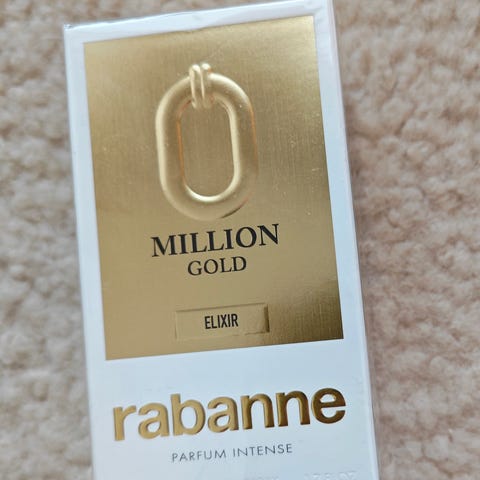 MILLION
GOLD
ELIXIR
rabanne
PARFUM INTENSE